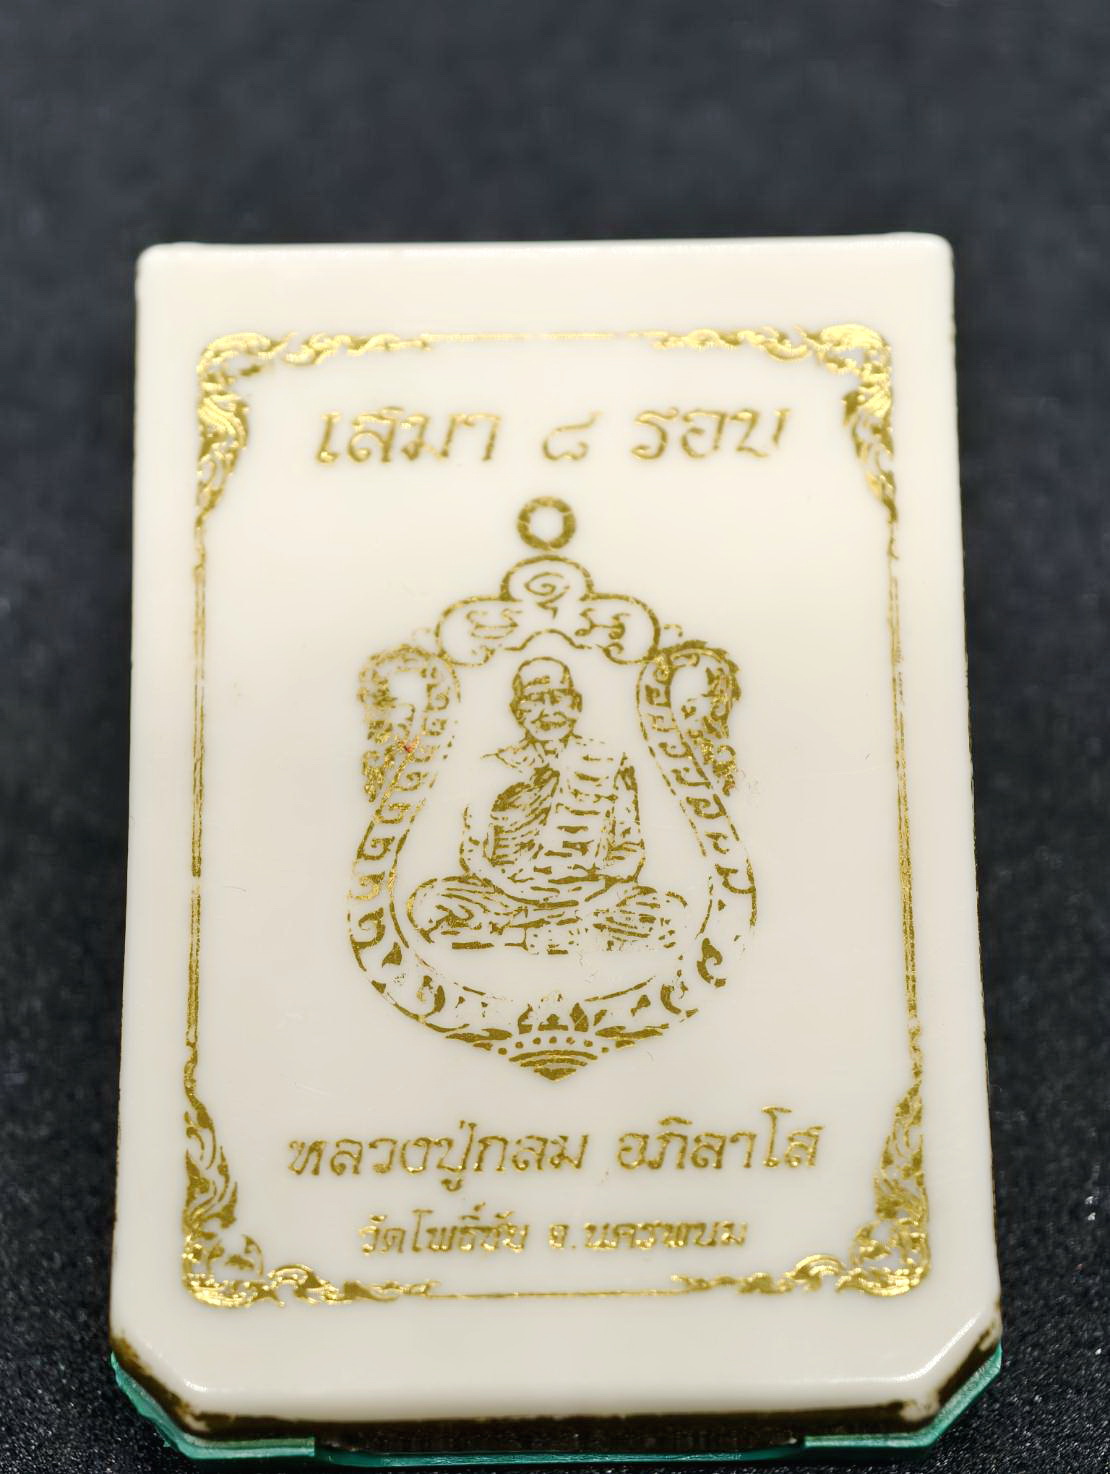 เสมา ๘ รอบ
หลวงปู่กลม อภิลาโส
วัดโพธิ์ชัย จ.นครพนม